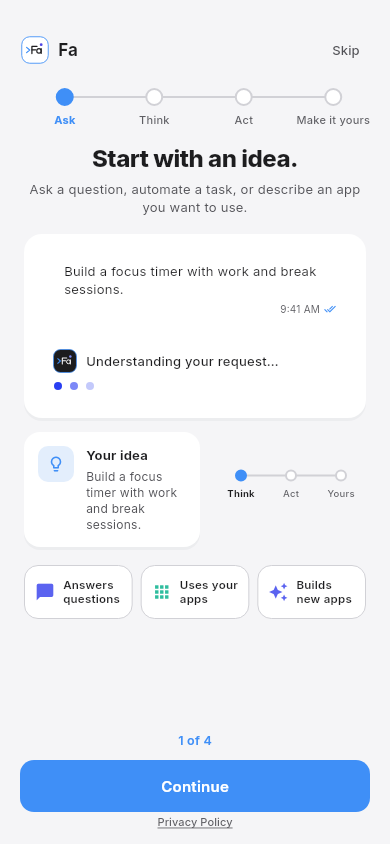 Fa
Fa
Skip
Ask
Think
Act
Make it yours
Start with an idea.
Ask a question, automate a task, or describe an app
you want to use.
Build a focus timer with work and break
sessions.
9:41 AM
Fa
Understanding your request...
Your idea
Build a focus
timer with work
and break
sessions.
Think
Act
Yours
Answers
questions
Uses your
apps
Builds
new apps
1 of 4
Continue
Privacy Policy